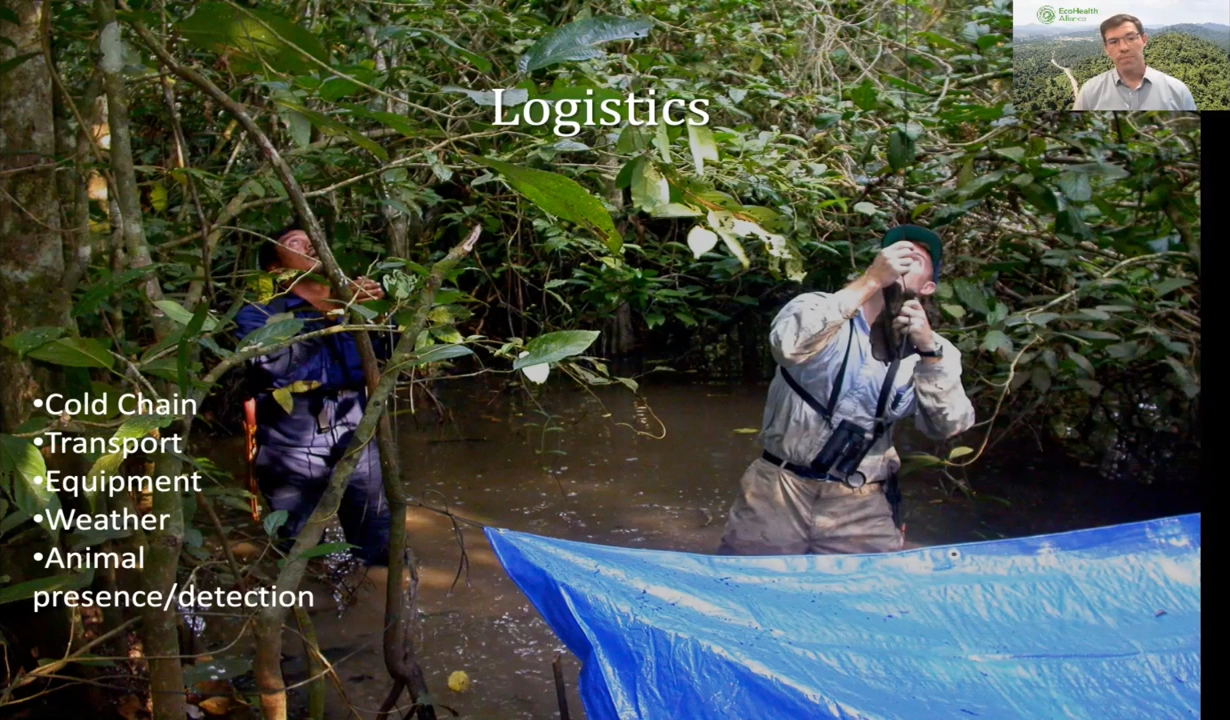 EcoHealth
Alliance
Logistics
•Cold Chain
•Transport
•Equipment
•Weather
•Animal
presence/detection